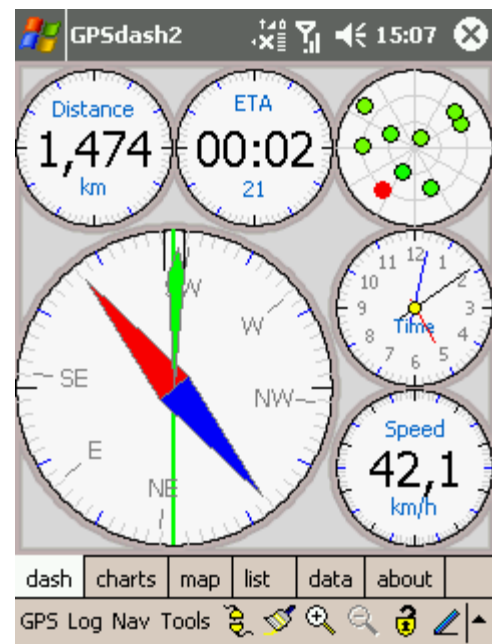 GPSdash2
15:07
Distance
1,474
km
ETA
00:02
21
SW
W
NW
NE
E
SE
12
1
2
3
4
5
6
7
8
9
10
11
Time
Speed
42,1
km/h
dash charts map list data about
GPS Log Nav Tools